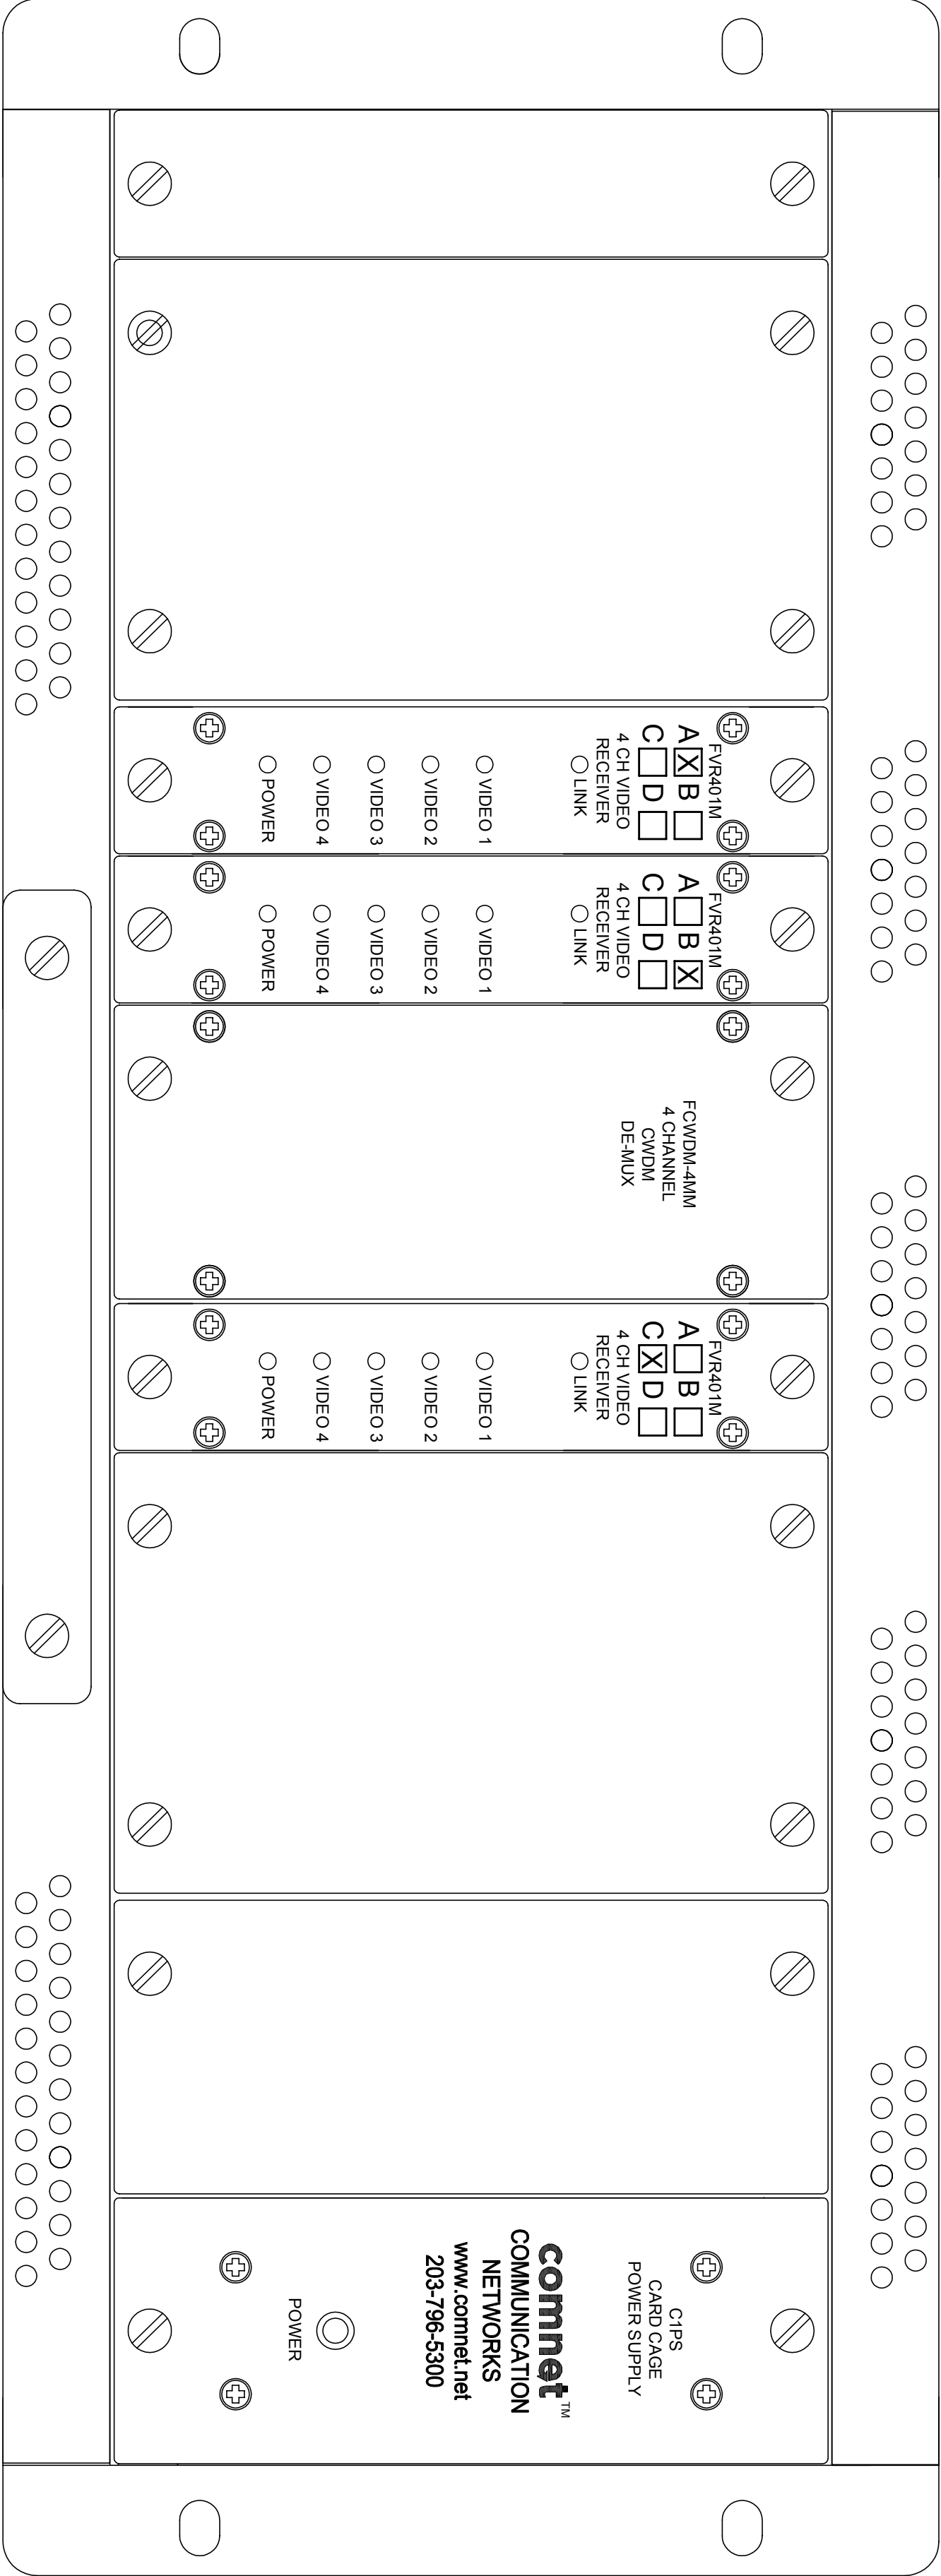 FVR401M
A X B
C D
4 CH VIDEO
RECEIVER
LINK
VIDEO 1
VIDEO 2
VIDEO 3
VIDEO 4
POWER
FVR401M
A B X
C D
4 CH VIDEO
RECEIVER
LINK
VIDEO 1
VIDEO 2
VIDEO 3
VIDEO 4
POWER
FCWDM-4MM
4 CHANNEL
CWDM
DE-MUX
FVR401M
A B
C X D
4 CH VIDEO
RECEIVER
LINK
VIDEO 1
VIDEO 2
VIDEO 3
VIDEO 4
POWER
C1PS
CARD CAGE
POWER SUPPLY
comnet™
COMMUNICATION
NETWORKS
www.comnet.net
203-796-5300
POWER